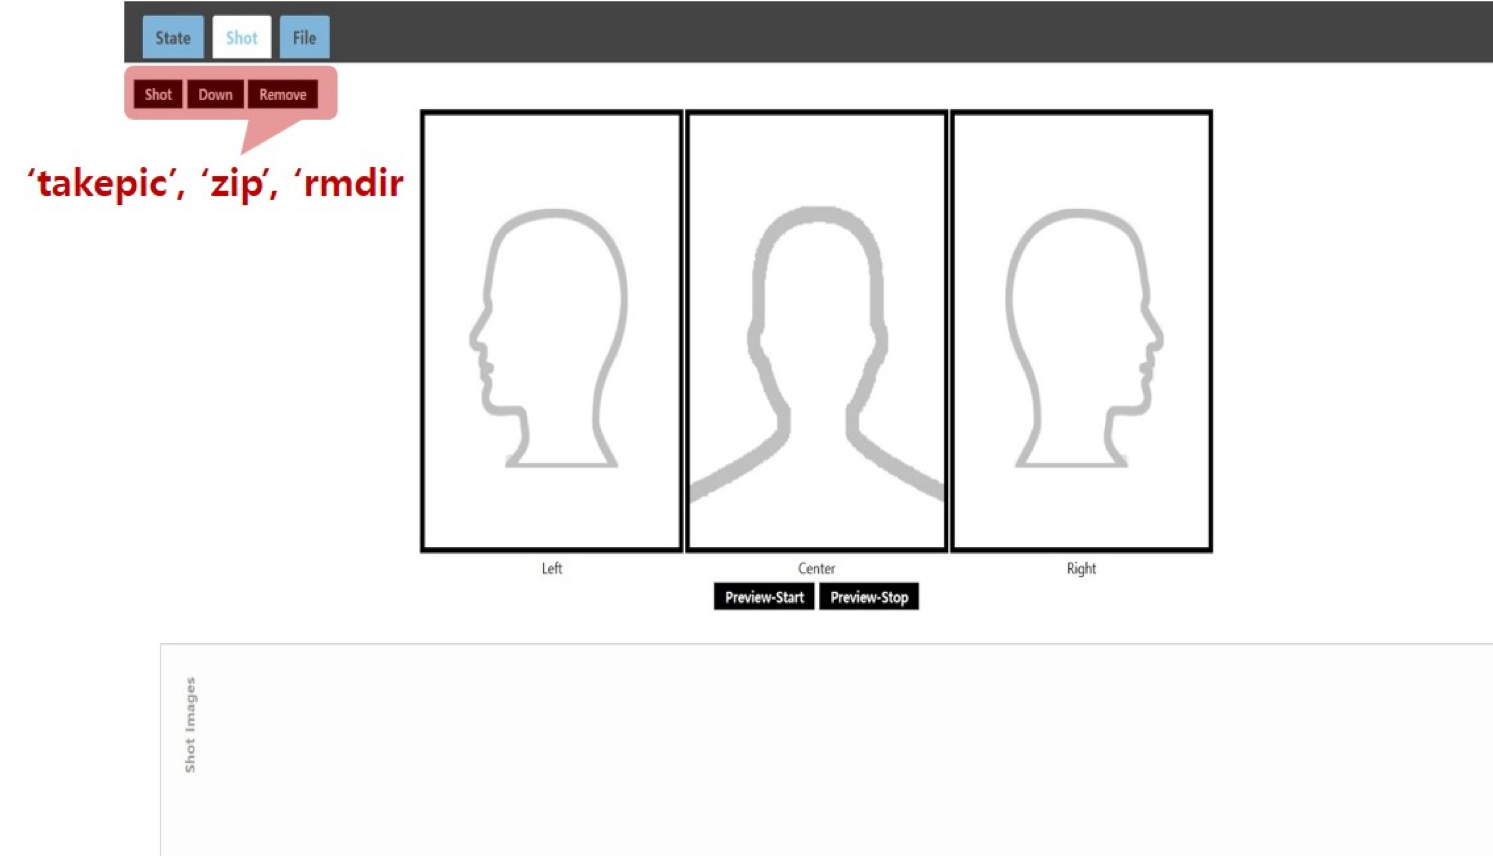 State Shot File
Shot Down Remove
‘takepic’, ‘zip’, ‘rmdir
Left Center Right
Preview-Start Preview-Stop
Shot Images